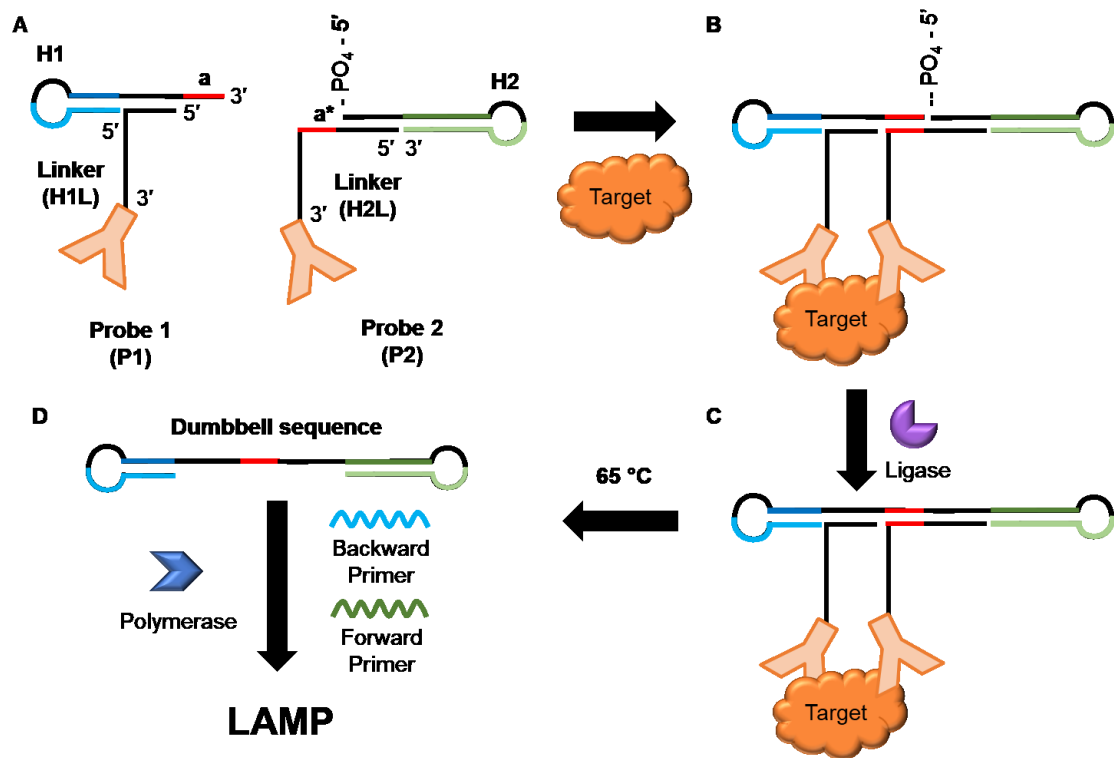 A
H1
a
3′
5′
5′
Linker
(H1L)
3′
Probe 1
(P1)
- PO4 - 5′
H2
a*
5′
3′
Linker
(H2L)
3′
Probe 2
(P2)
Target
B
- PO4 - 5′
Target
C
Ligase
Target
65 °C
D
Dumbbell sequence
Polymerase
Backward
Primer
Forward
Primer
LAMP